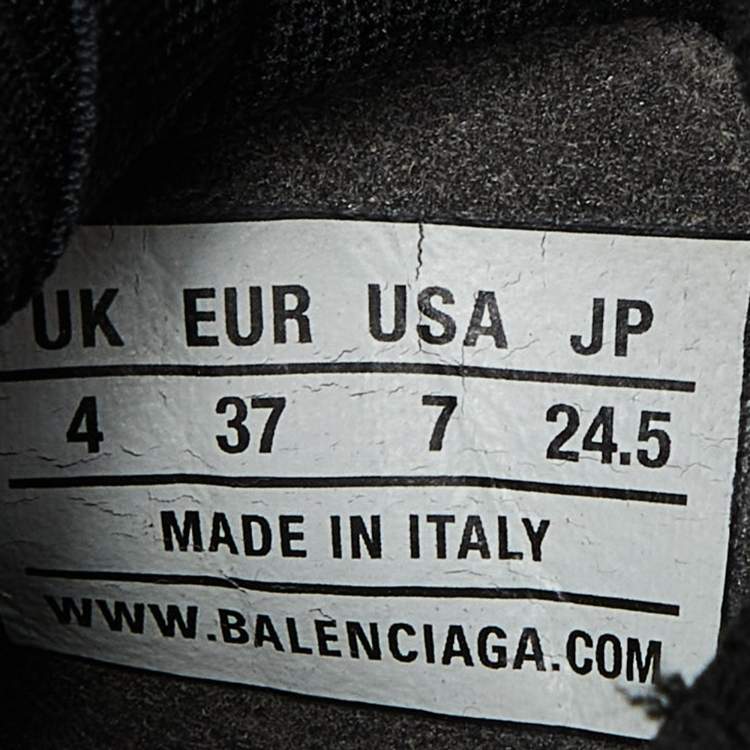 UK EUR USA JP
4 37 7 24.5
MADE IN ITALY
WWW.BALENCIAGA.COM